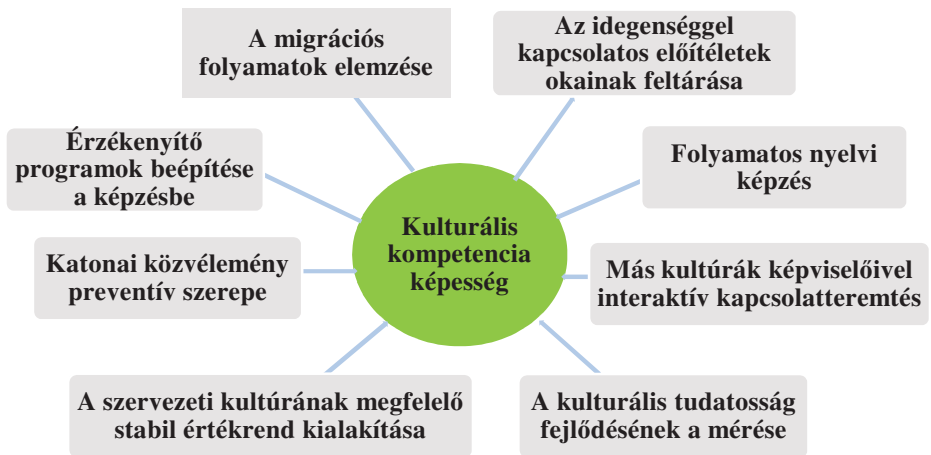 A migrációs
folyamatok elemzése
Az idegenséggel
kapcsolatos előítéletek
okainak feltárása
Érzékenyítő
programok beépítése
a képzésbe
Folyamatos nyelvi
képzés
Kulturális
kompetencia
képesség
Katonai közvélemény
preventív szerepe
Más kultúrák képviselőivel
interaktív kapcsolatteremtés
A szervezeti kultúrának megfelelő
stabil értékrend kialakítása
A kulturális tudatosság
fejlődésének a mérése